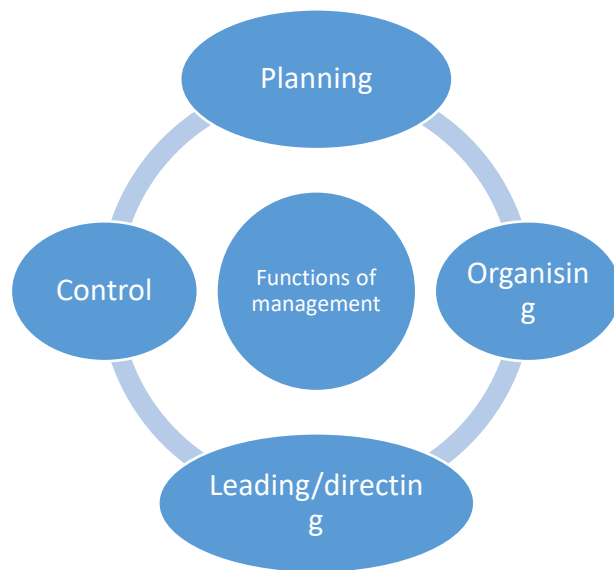 Planning
Control
Functions of
management
Organisin
g
Leading/directin
g